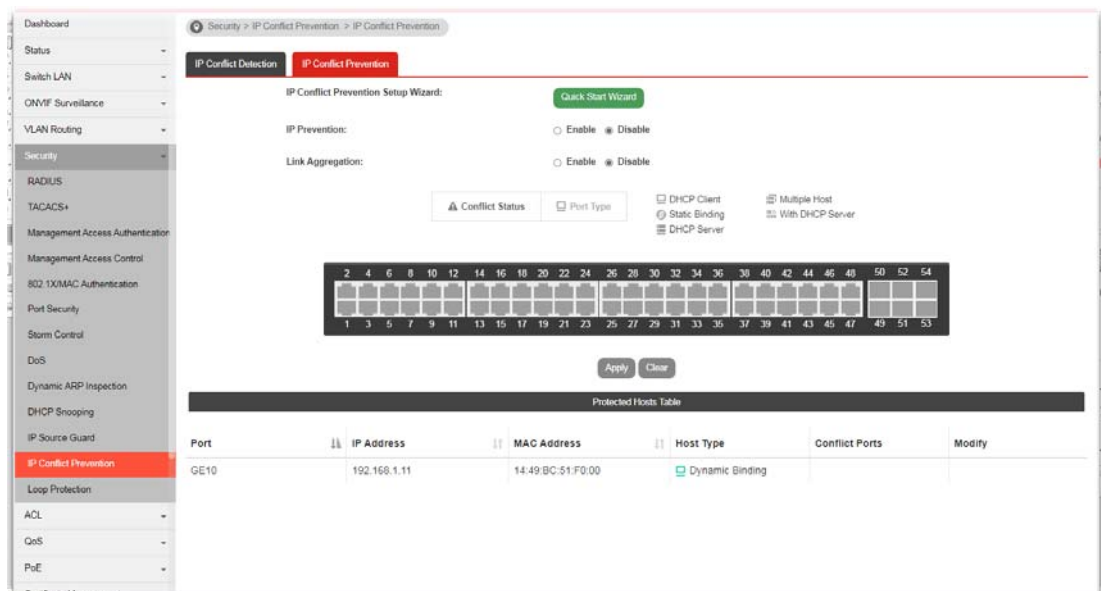 Dashboard
Status
Switch LAN
ONVIF Surveillance
VLAN Routing
Security
RADIUS
TACACS+
Management Access Authentication
Management Access Control
802.1X/MAC Authentication
Port Security
Storm Control
DoS
Dynamic ARP Inspection
DHCP Snooping
IP Source Guard
IP Conflict Prevention
Loop Protection
ACL
QoS
PoE
Security > IP Conflict Prevention > IP Conflict Prevention
IP Conflict Detection IP Conflict Prevention
IP Conflict Prevention Setup Wizard: Quick Start Wizard
IP Prevention: Enable Disable
Link Aggregation: Enable Disable
Conflict Status Port Type
DHCP Client Multiple Host
Static Binding With DHCP Server
DHCP Server
2 4 6 8 10 12 14 16 18 20 22 24 26 28 30 32 34 36 38 40 42 44 46 48 50 52 54
1 3 5 7 9 11 13 15 17 19 21 23 25 27 29 31 33 35 37 39 41 43 45 47 49 51 53
Apply Clear
Protected Hosts Table
Port IP Address MAC Address Host Type Conflict Ports Modify
GE10 192.168.1.11 14:49:BC:51:F0:00 Dynamic Binding